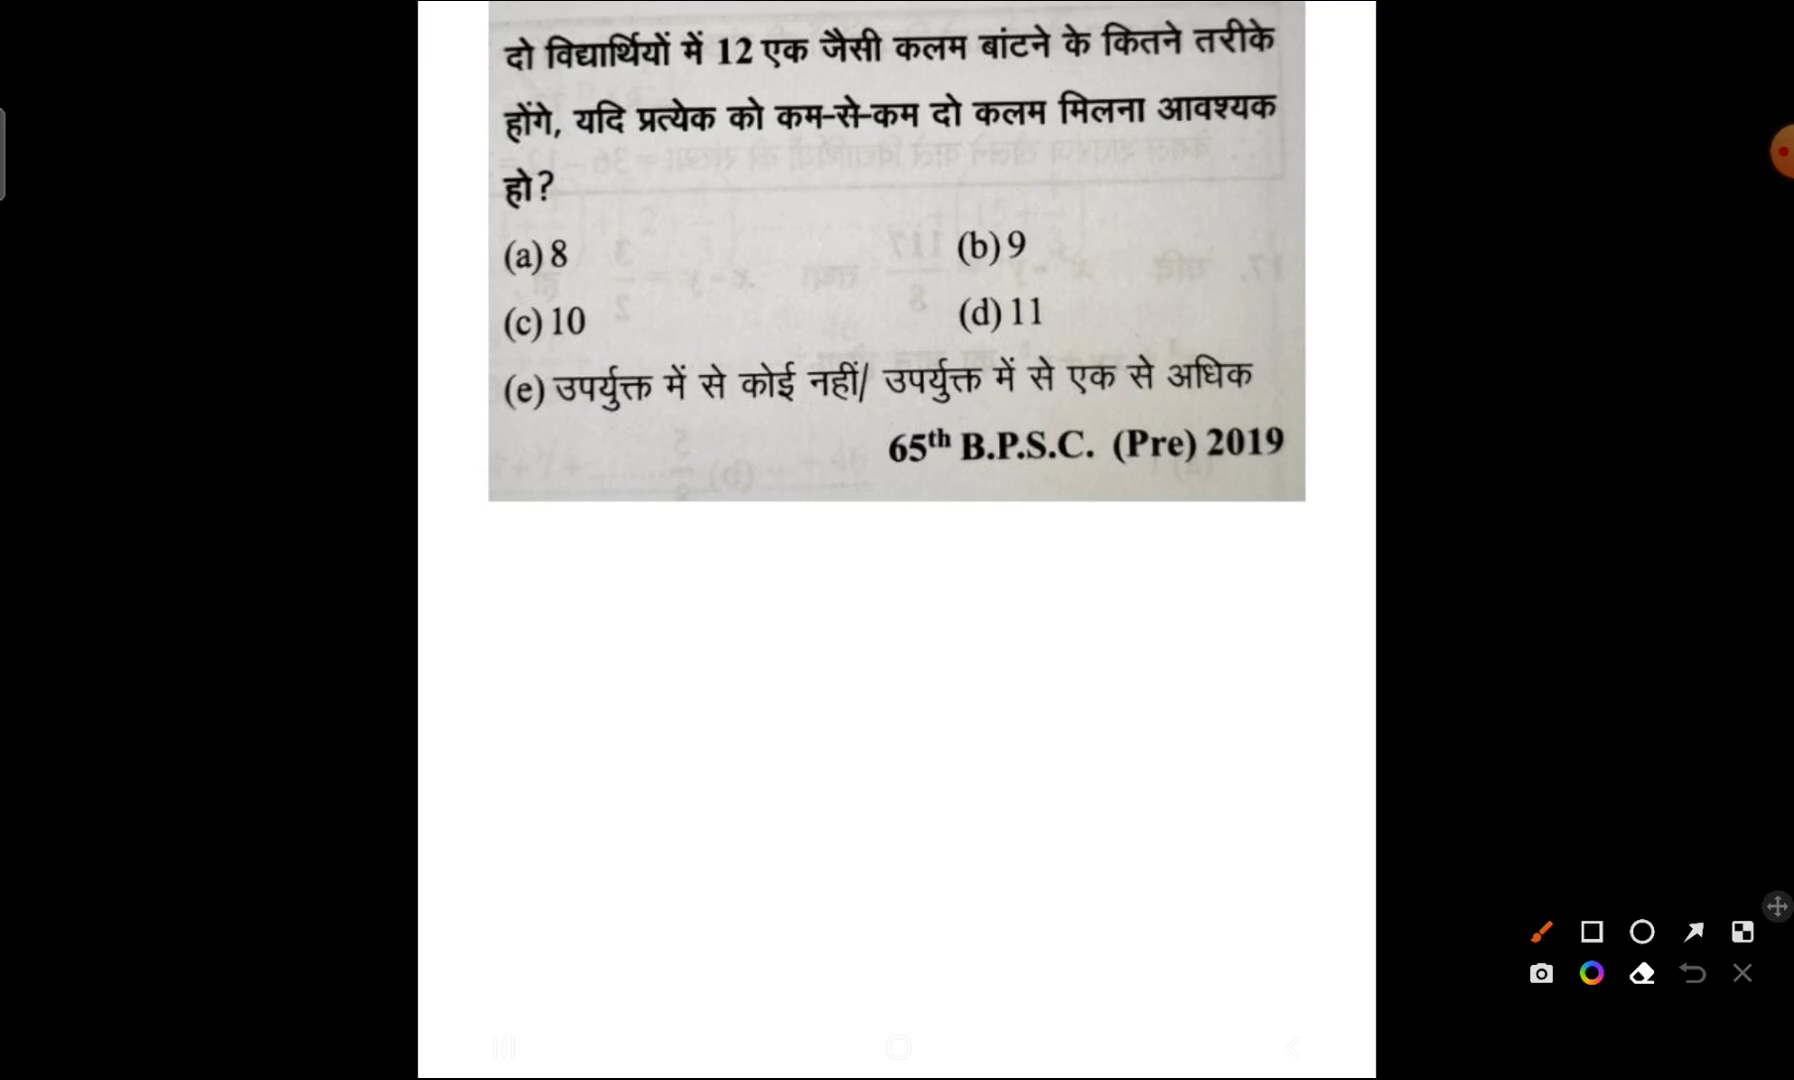 दो विद्यार्थियों में 12 एक जैसी कलम बांटने के कितने तरीके
होंगे, यदि प्रत्येक को कम-से-कम दो कलम मिलना आवश्यक
हो?
(a) 8 (b) 9
(c) 10 (d) 11
(e) उपर्युक्त में से कोई नहीं/ उपर्युक्त में से एक से अधिक
65th B.P.S.C. (Pre) 2019